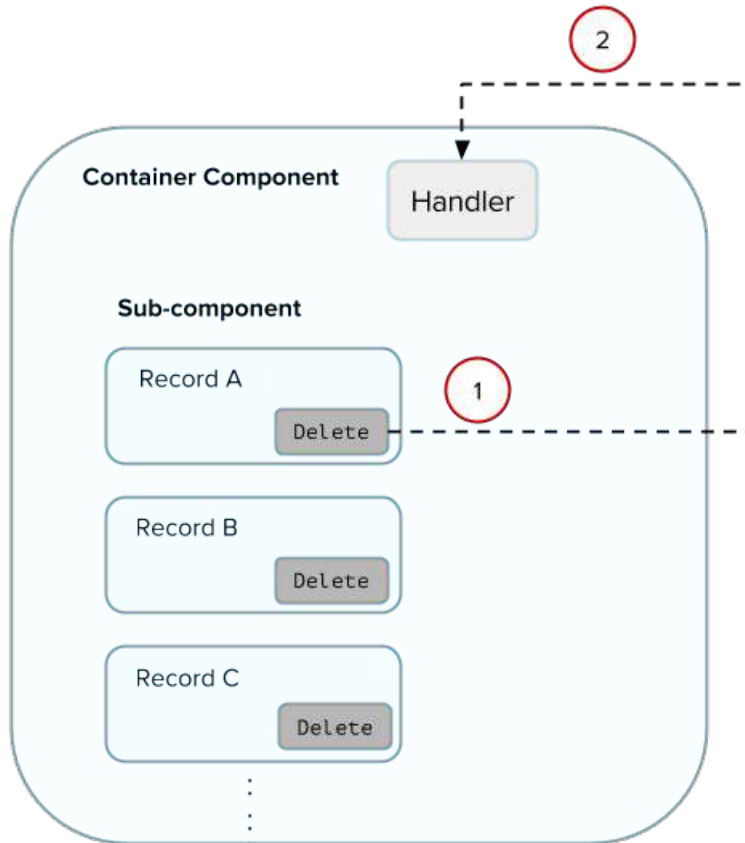 2
Container Component
Handler
Sub-component
Record A
1
Delete
Record B
Delete
Record C
Delete